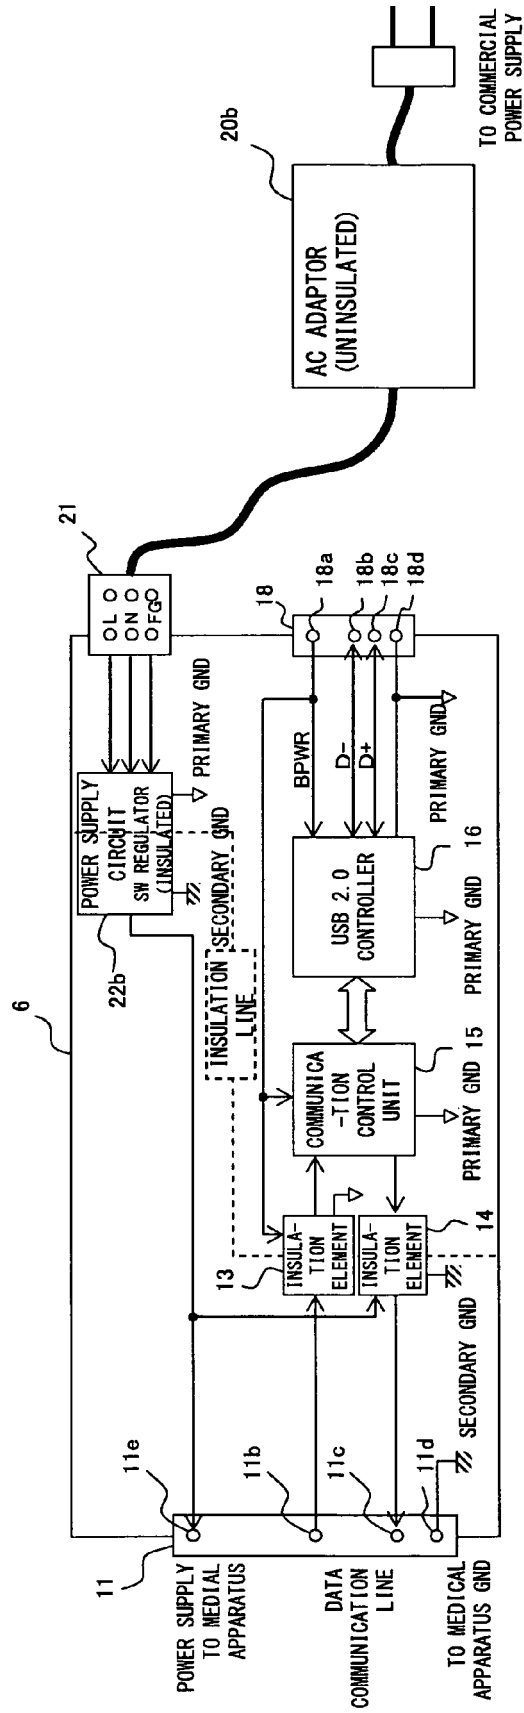 6
11
11e
11b
11c
11d
POWER SUPPLY
TO MEDIAL
APPARATUS
DATA
COMMUNICATION
LINE
TO MEDICAL
APPARATUS GND
SECONDARY GND
13
INSULA-
TION
ELEMENT
14
INSULA-
TION
ELEMENT
INSULATION
LINE
22b
POWER SUPPLY
CIRCUIT
SW REGULATOR
(INSULATED)
SECONDARY GND
PRIMARY GND
COMMUNICA
-TION
CONTROL
UNIT
15
PRIMARY GND
USB 2.0
CONTROLLER
16
PRIMARY GND
BPWR
D-
D+
PRIMARY GND
18
18a
18b
18c
18d
21
L
N
FG
20b
AC ADAPTOR
(UNINSULATED)
TO COMMERCIAL
POWER SUPPLY